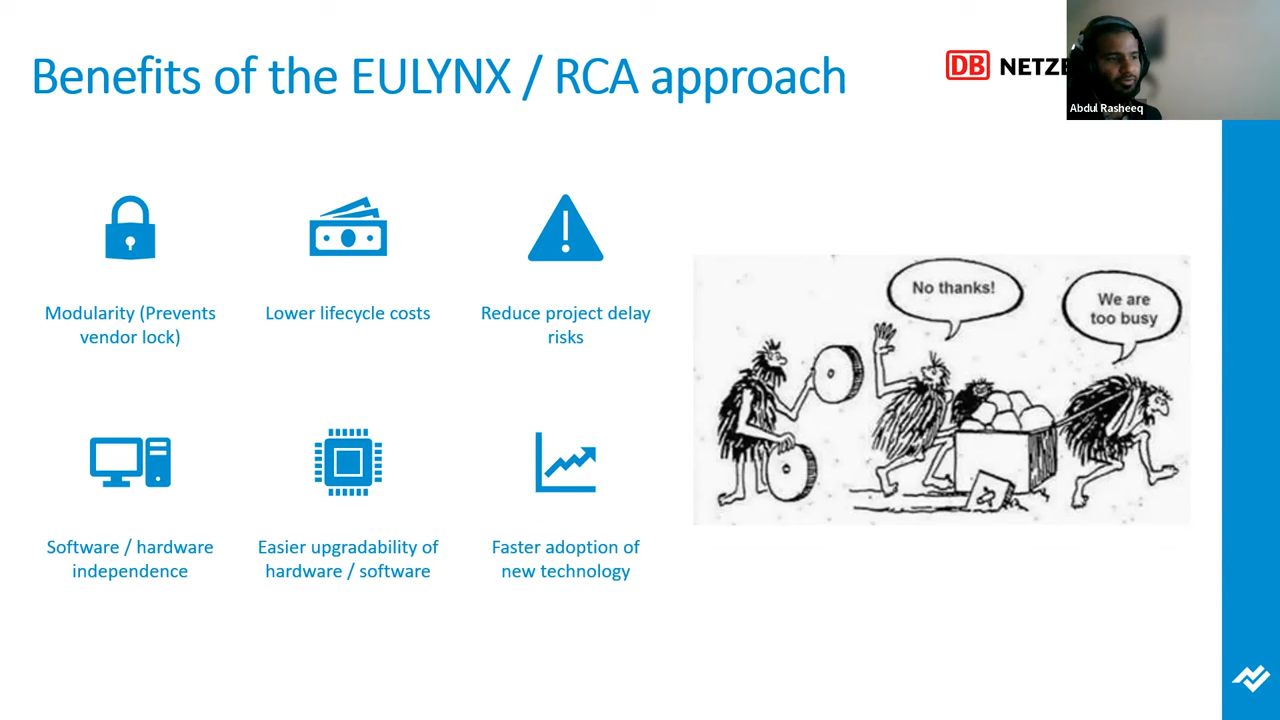 Benefits of the EULYNX / RCA approach
DB NETZE
Abdul Rasheeq
Modularity (Prevents
vendor lock)
Lower lifecycle costs
Reduce project delay
risks
No thanks!
We are
too busy
Software / hardware
independence
Easier upgradability of
hardware / software
Faster adoption of
new technology